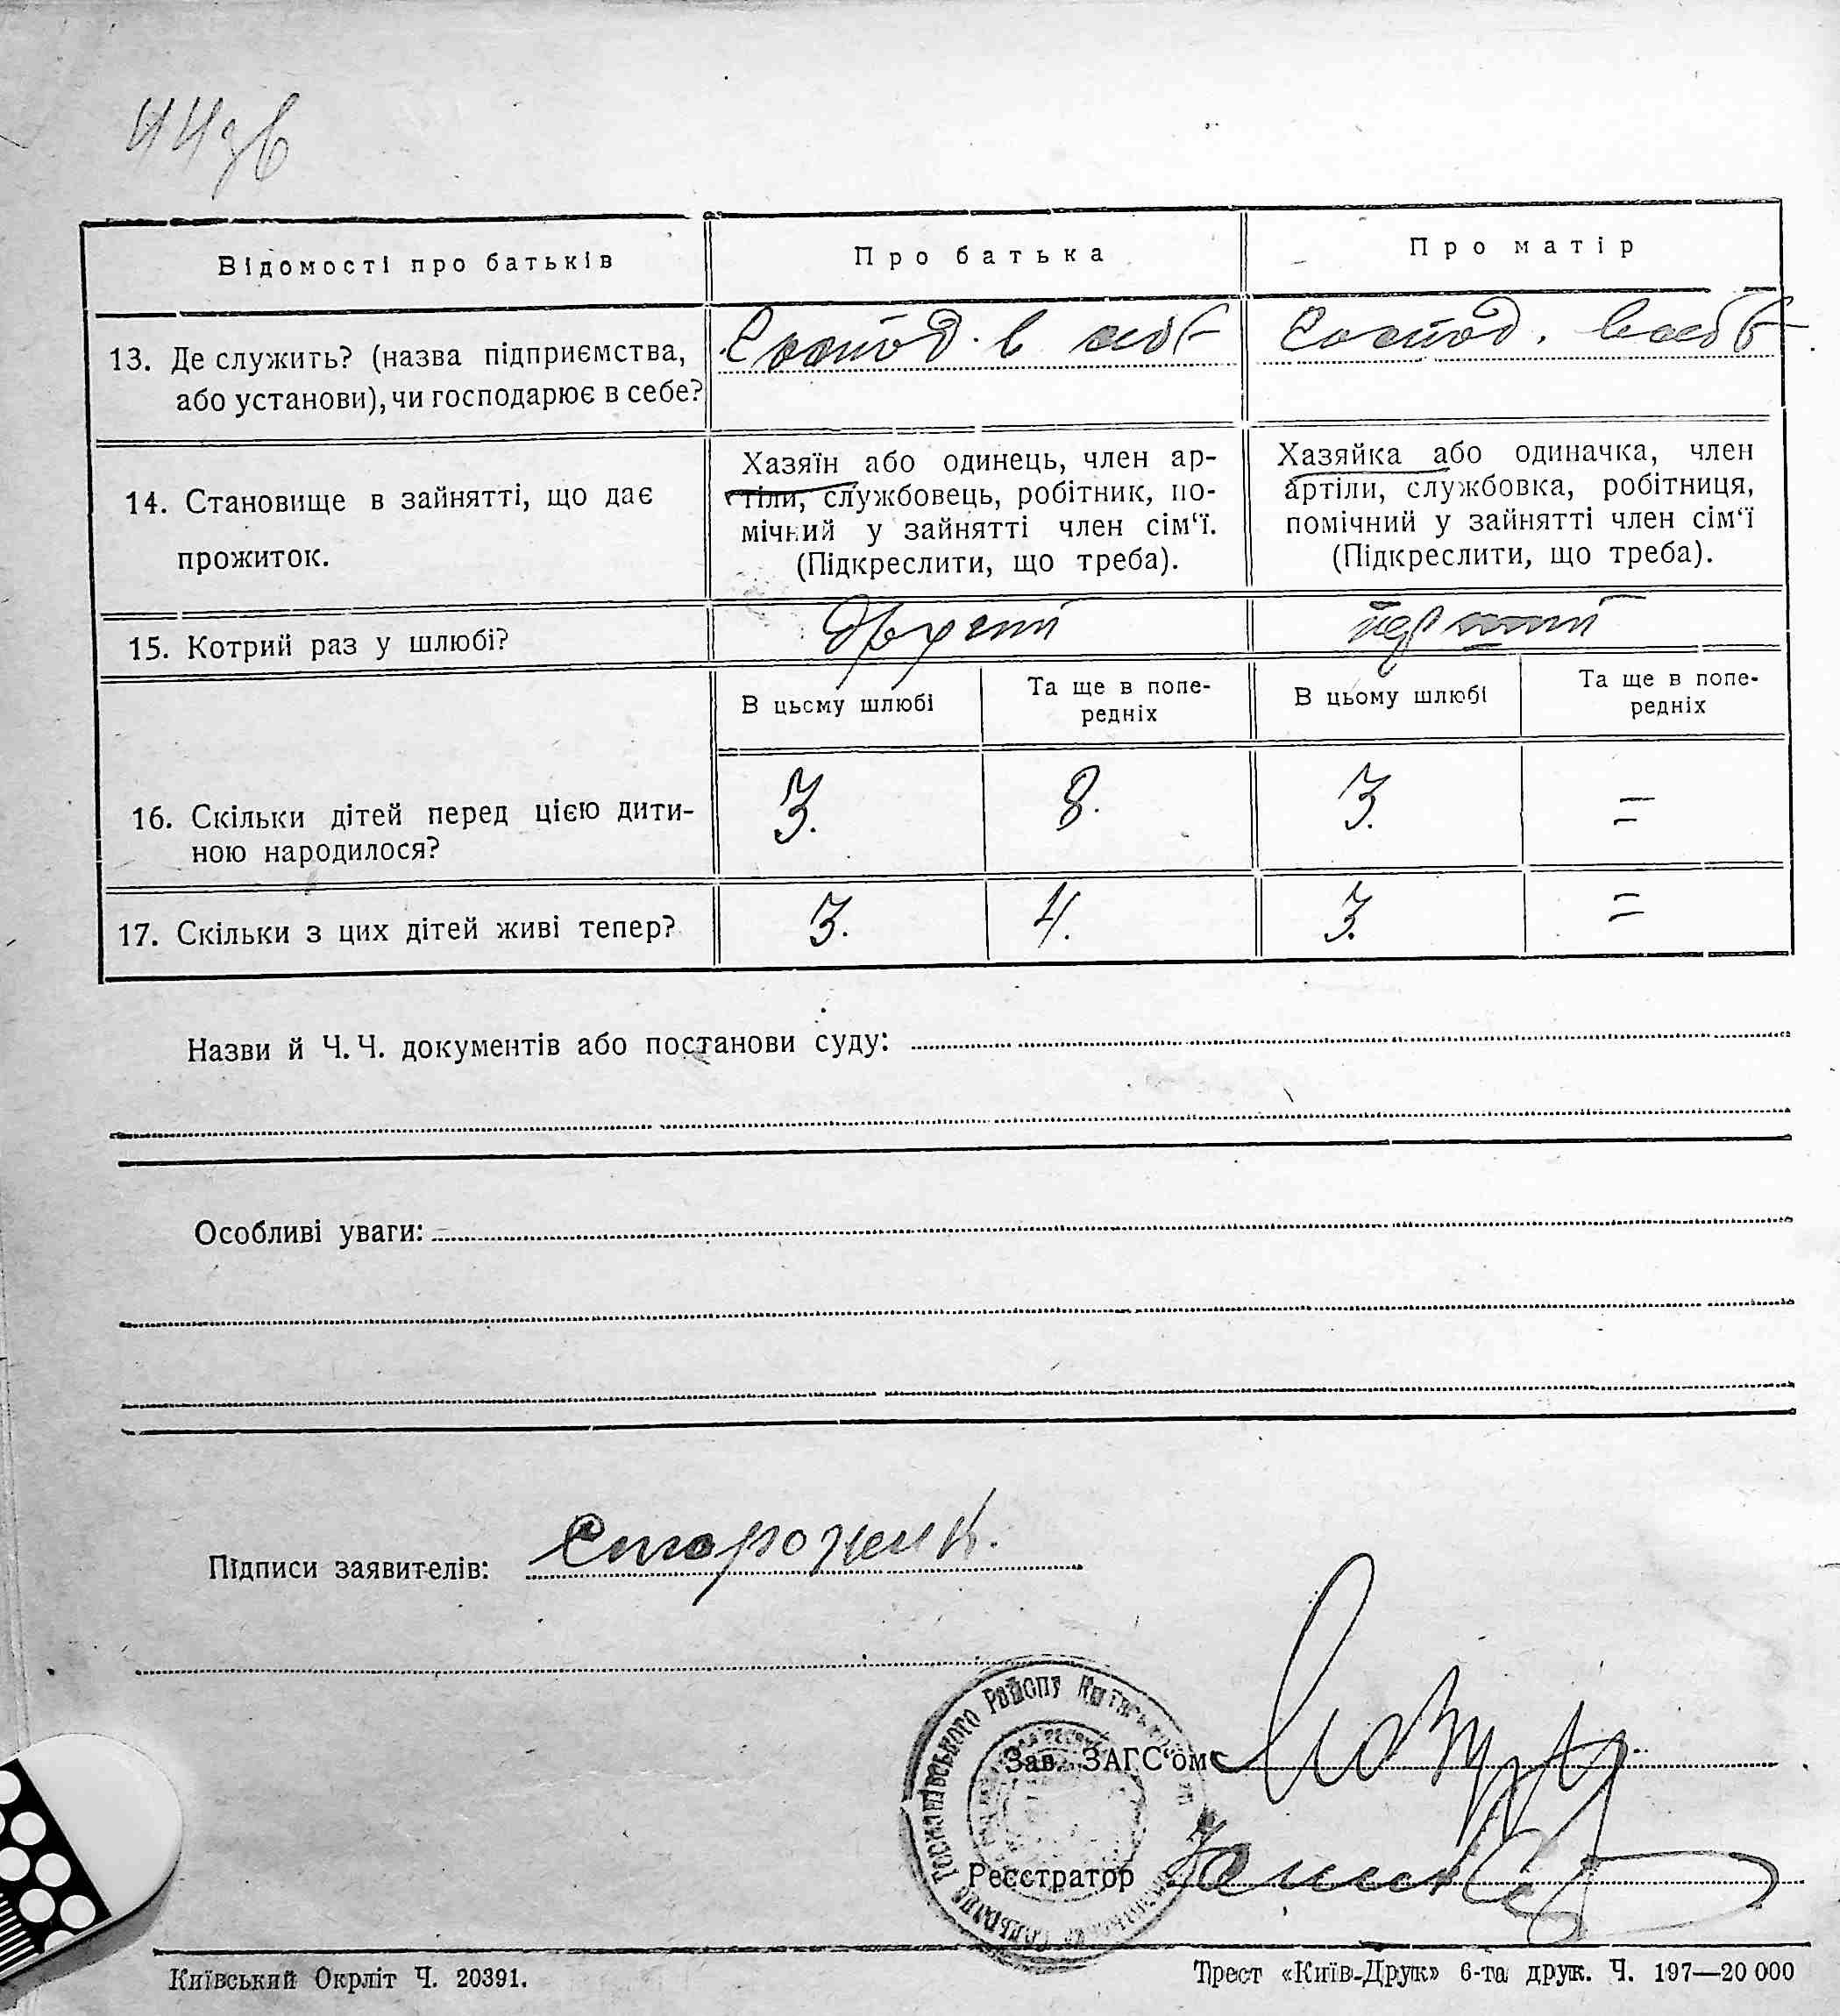 44зв
Відомості про батьків
Про батька
Про матір
13. Де служить? (назва підприємства,
або установи), чи господарює в себе?
Господ. в себ
Господ. в себ
14. Становище в зайнятті, що дає
прожиток.
Хазяїн або одинець, член ар-
тіли, службовець, робітник, по-
мічний у зайнятті член сім'ї.
(Підкреслити, що треба).
Хазяйка або одиначка, член
артіли, службовка, робітниця,
помічний у зайнятті член сім'ї
(Підкреслити, що треба).
15. Котрий раз у шлюбі?
другий
перший
В цьому шлюбі
Та ще в попе-
редніх
В цьому шлюбі
Та ще в попе-
редніх
16. Скільки дітей перед цією дити-
ною народилося?
3. 8. 3. =
17. Скільки з цих дітей живі тепер?
3. 4. 3. =
Назви й Ч. Ч. документів або постанови суду:
Особливі уваги:
Підписи заявителів: Стороженк.
Зав. ЗАГС'ом
Реєстратор
району
Київський Окрліт Ч. 20391.
Трест «Київ-Друк» 6-та друк. Ч. 197—20 000